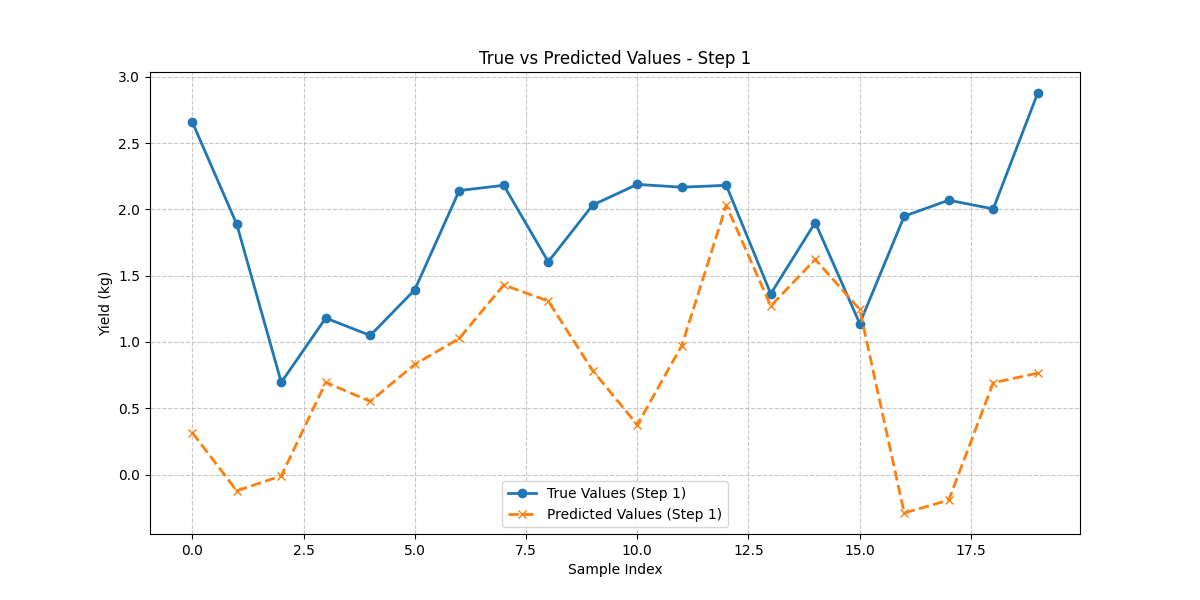 True vs Predicted Values - Step 1
Yield (kg)
3.0
2.5
2.0
1.5
1.0
0.5
0.0
True Values (Step 1)
Predicted Values (Step 1)
0.0 2.5 5.0 7.5 10.0 12.5 15.0 17.5
Sample Index